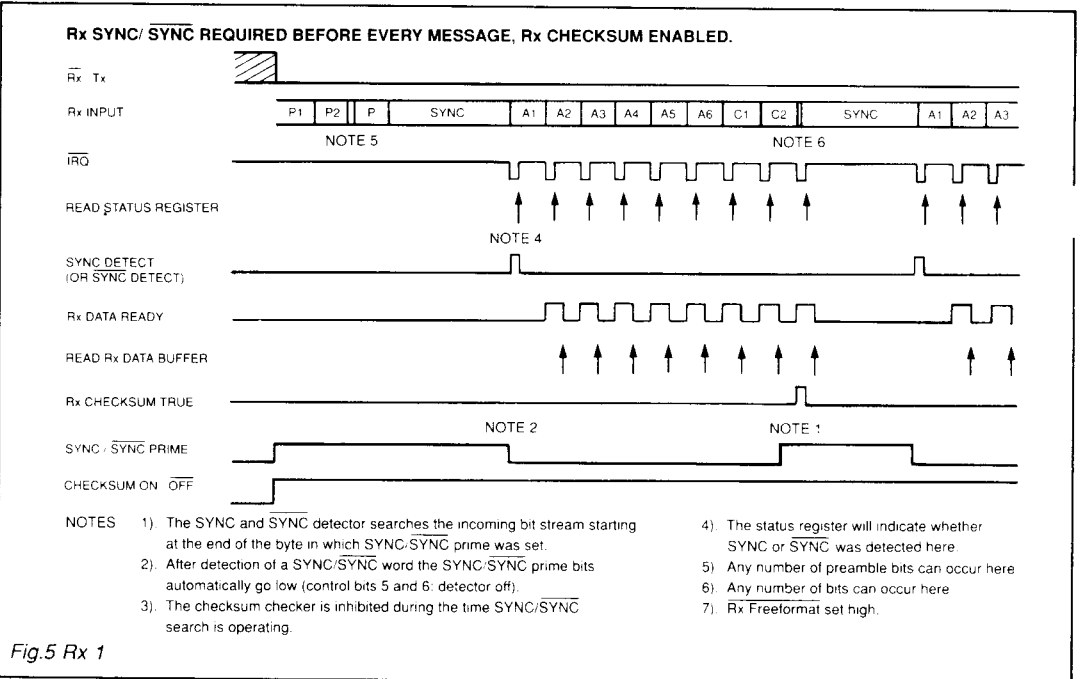 Rx SYNC/ SYNC REQUIRED BEFORE EVERY MESSAGE, Rx CHECKSUM ENABLED.
Rx Tx
Rx INPUT P1 P2 P SYNC A1 A2 A3 A4 A5 A6 C1 C2 SYNC A1 A2 A3
NOTE 5 NOTE 6
IRQ
READ STATUS REGISTER
NOTE 4
SYNC DETECT
(OR SYNC DETECT)
Rx DATA READY
READ Rx DATA BUFFER
Rx CHECKSUM TRUE
NOTE 2 NOTE 1
SYNC / SYNC PRIME
CHECKSUM ON OFF
NOTES 1). The SYNC and SYNC detector searches the incoming bit stream starting
at the end of the byte in which SYNC/SYNC prime was set.
2). After detection of a SYNC/SYNC word the SYNC/SYNC prime bits
automatically go low (control bits 5 and 6: detector off).
3). The checksum checker is inhibited during the time SYNC/SYNC
search is operating.
4). The status register will indicate whether
SYNC or SYNC was detected here.
5) Any number of preamble bits can occur here
6). Any number of bits can occur here
7). Rx Freeformat set high.
Fig.5 Rx 1